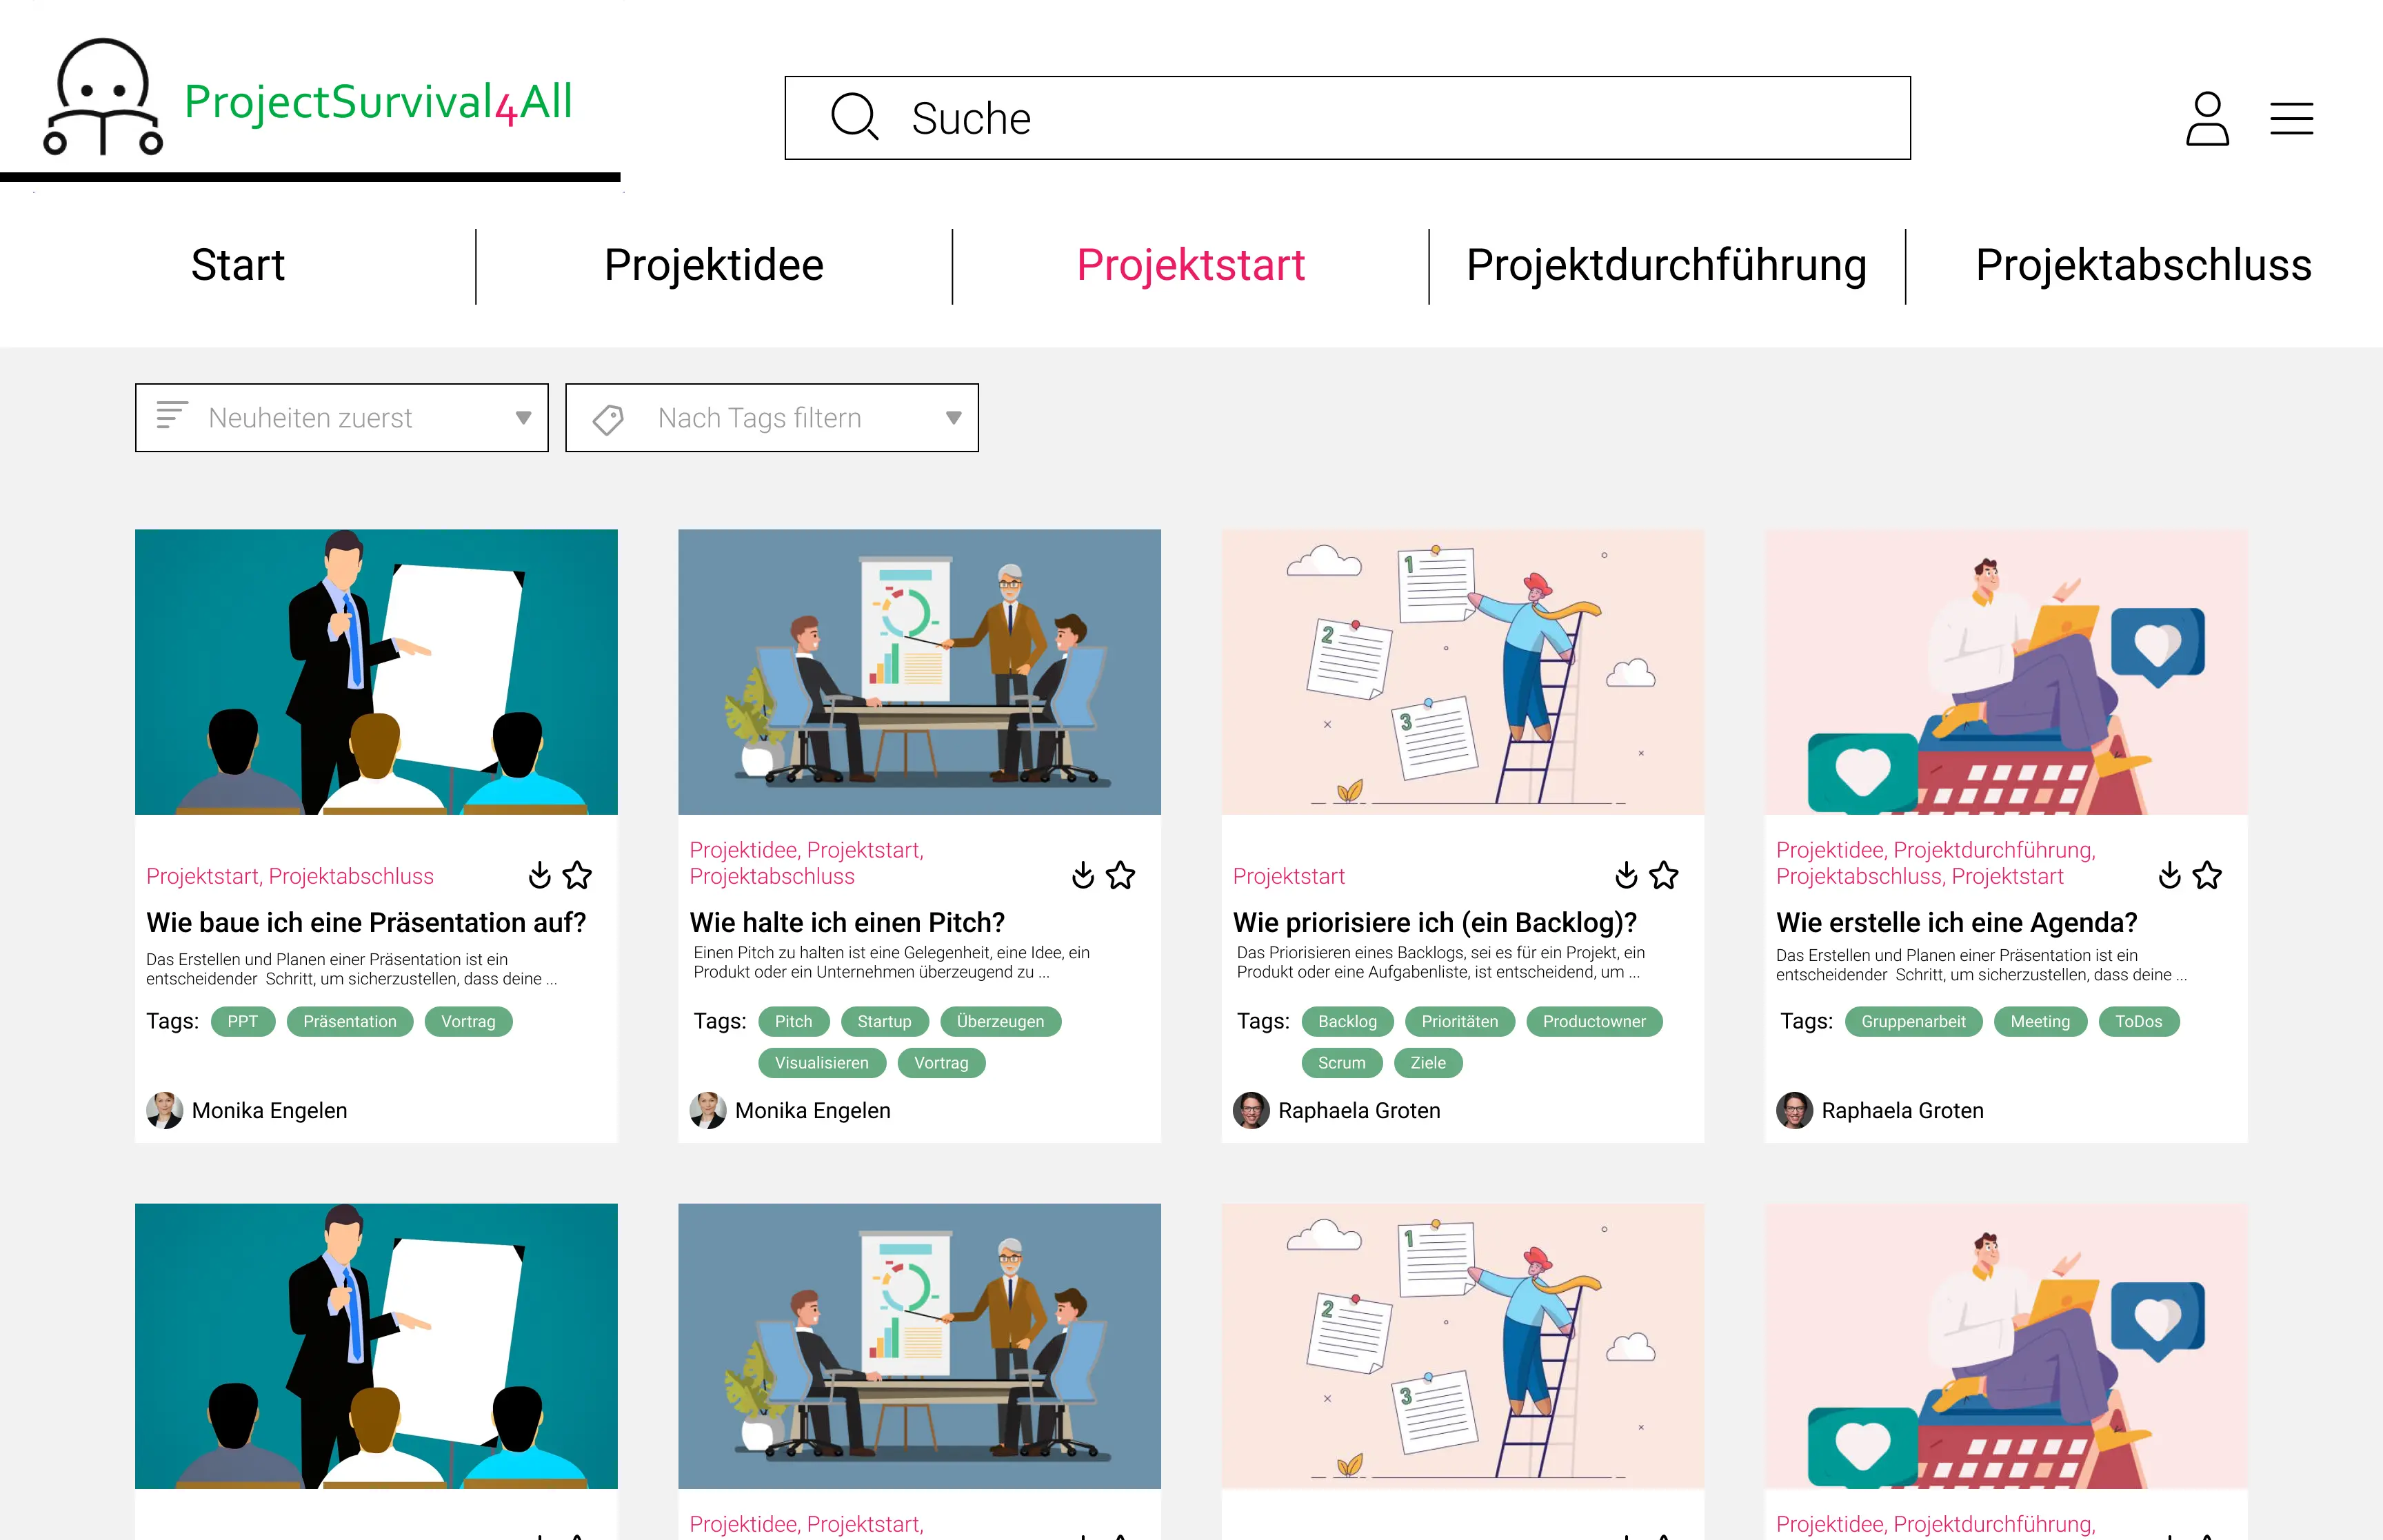 ProjectSurvival4All
Suche
Start
Projektidee
Projektstart
Projektdurchführung
Projektabschluss
Neuheiten zuerst
Nach Tags filtern
1
2
3
Projektstart, Projektabschluss
Wie baue ich eine Präsentation auf?
Das Erstellen und Planen einer Präsentation ist ein
entscheidender Schritt, um sicherzustellen, dass deine ...
Tags: PPT Präsentation Vortrag
Monika Engelen
Projektidee, Projektstart,
Projektabschluss
Wie halte ich einen Pitch?
Einen Pitch zu halten ist eine Gelegenheit, eine Idee, ein
Produkt oder ein Unternehmen überzeugend zu ...
Tags: Pitch Startup Überzeugen
Visualisieren Vortrag
Monika Engelen
Projektstart
Wie priorisiere ich (ein Backlog)?
Das Priorisieren eines Backlogs, sei es für ein Projekt, ein
Produkt oder eine Aufgabenliste, ist entscheidend, um ...
Tags: Backlog Prioritäten Productowner
Scrum Ziele
Raphaela Groten
Projektidee, Projektdurchführung,
Projektabschluss, Projektstart
Wie erstelle ich eine Agenda?
Das Erstellen und Planen einer Präsentation ist ein
entscheidender Schritt, um sicherzustellen, dass deine ...
Tags: Gruppenarbeit Meeting ToDos
Raphaela Groten
1
2
3
Projektidee, Projektstart,
Projektidee, Projektdurchführung,